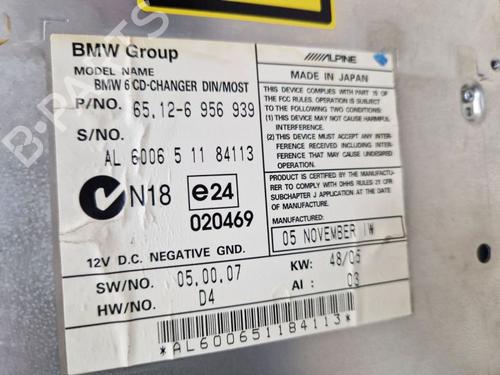 BMW Group
MODEL NAME
BMW 6 CD-CHANGER DIN/MOST
P/NO. 65.12-6 956 939
S/NO.
AL 6006 5 11 84113
N18
e24
020469
12V D.C. NEGATIVE GND.
SW/NO. 05.00.07
HW/NO. D4
ALPINE
MADE IN JAPAN
THIS DEVICE COMPLIES WITH PART 15 OF
THE FCC RULES. OPERATION IS SUBJECT TO
THE FOLLOWING TWO CONDITIONS:
(1) THIS DEVICE MAY NOT CAUSE HARMFUL
INTERFERENCE.
(2) THIS DEVICE MUST ACCEPT ANY INTER-
FERENCE RECEIVED, INCLUDING
INTERFERENCE THAT MAY CAUSE
UNDESIRED OPERATION.
PRODUCT IS CERTIFIED BY THE MANUFACTU-
RER TO COMPLY WITH DHHS RULES 21 CFR
SUBCHAPTER J APPLICABLE AT THE DATE
OF MANUFACTURE.
MANUFACTURED:
05 NOVEMBER IW
KW: 48/05
AI: 03
*AL600651184113*
B-PARTS